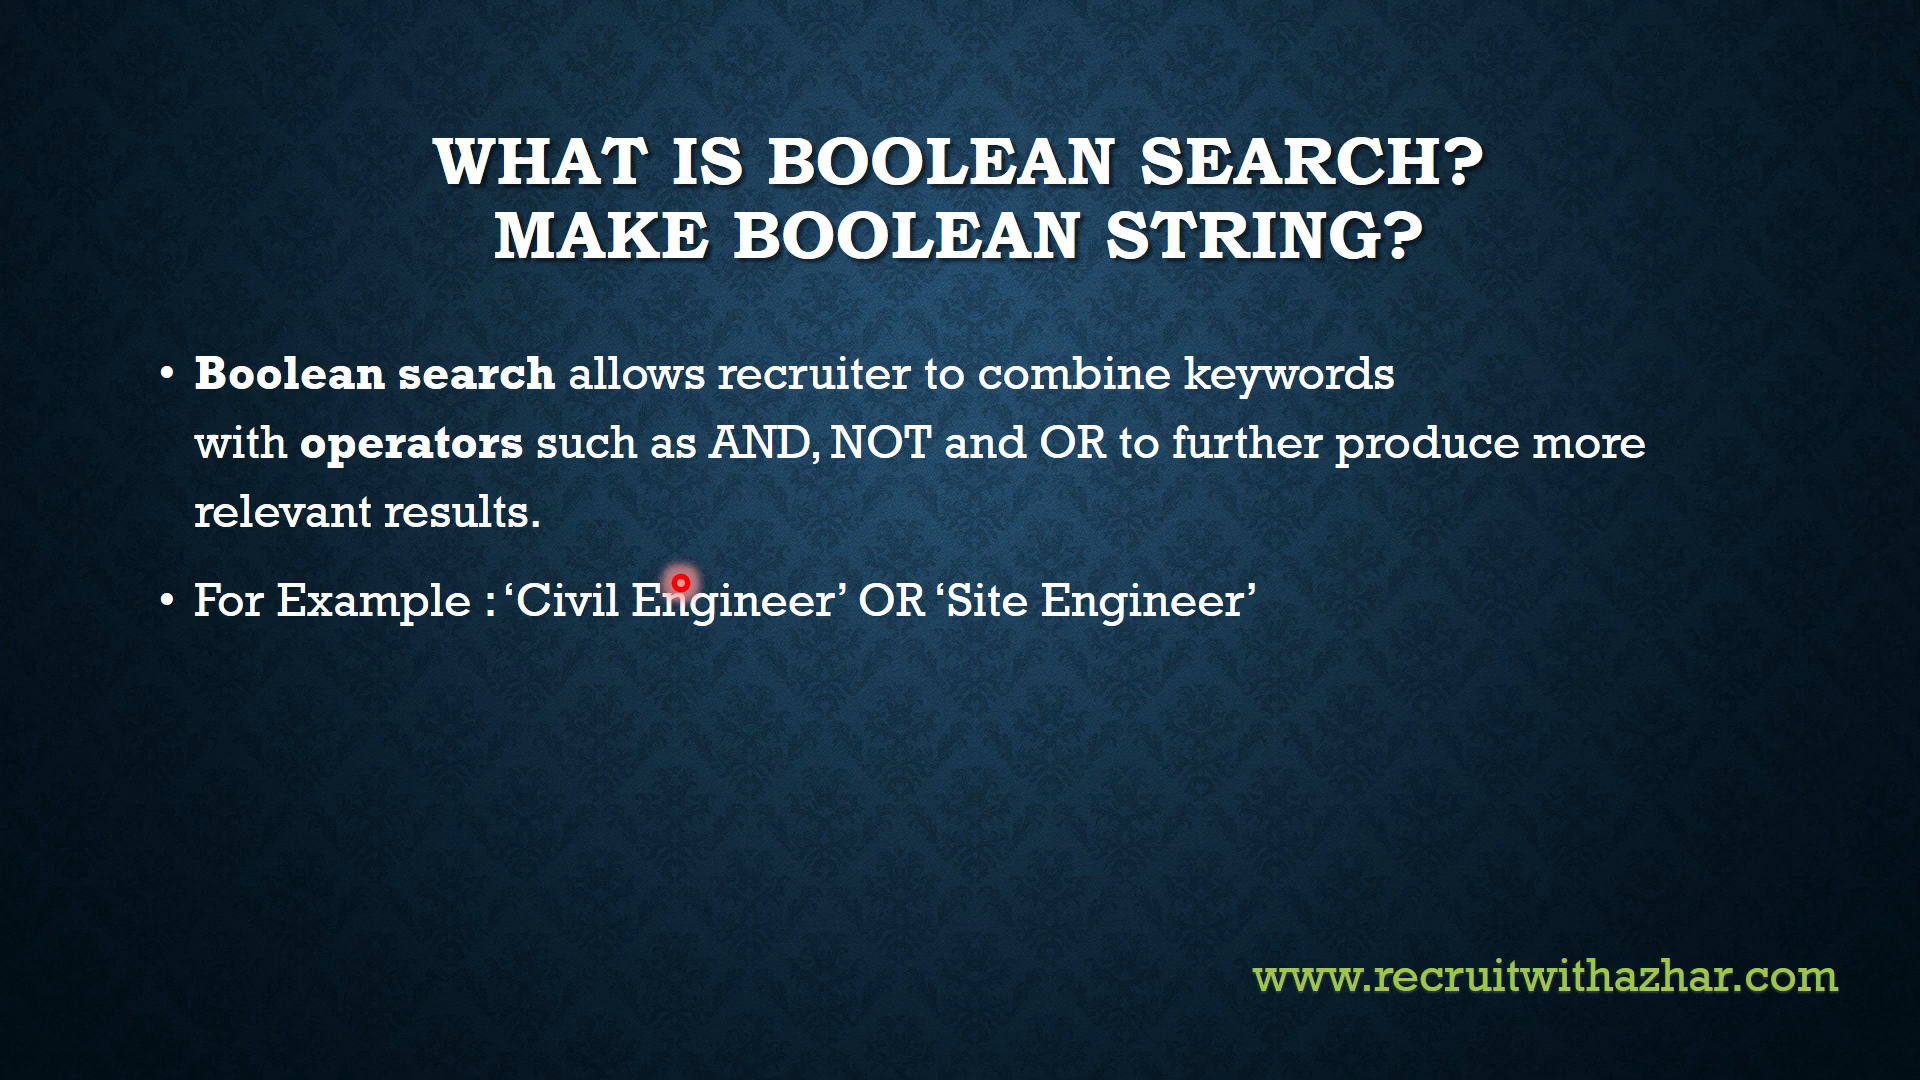 WHAT IS BOOLEAN SEARCH?
MAKE BOOLEAN STRING?
• Boolean search allows recruiter to combine keywords
with operators such as AND, NOT and OR to further produce more
relevant results.
• For Example : ‘Civil Engineer’ OR ‘Site Engineer’
www.recruitwithazhar.com